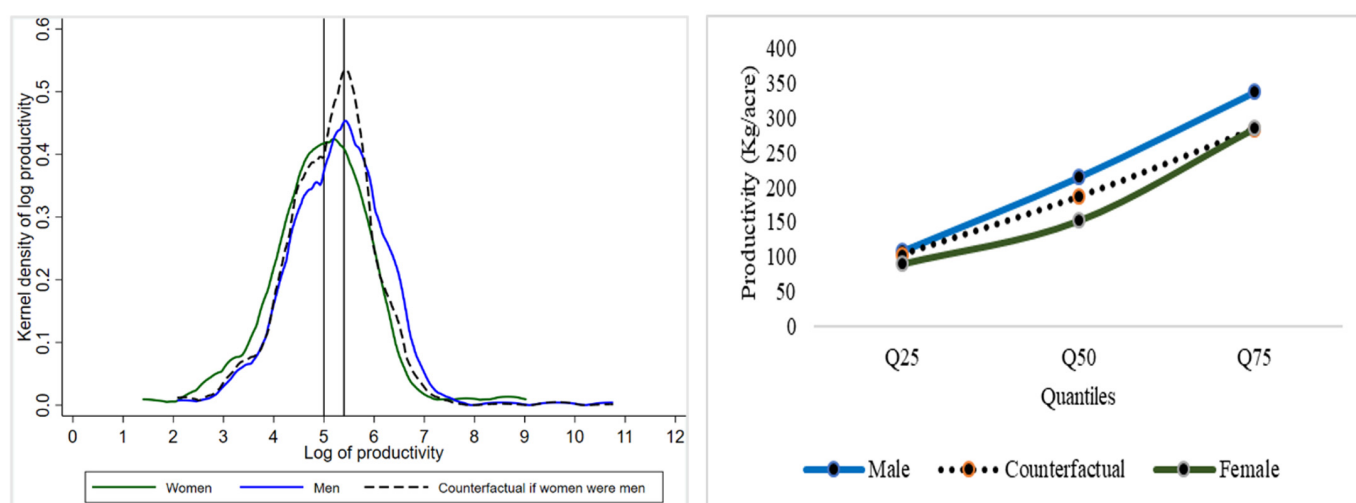 Kernel density of log productivity
0.6
0.5
0.4
0.3
0.2
0.1
0.0
0 1 2 3 4 5 6 7 8 9 10 11 12
Log of productivity
Women Men Counterfactual if women were men
Productivity (Kg/acre)
400
350
300
250
200
150
100
50
0
Q25 Q50 Q75
Quantiles
Male Counterfactual Female